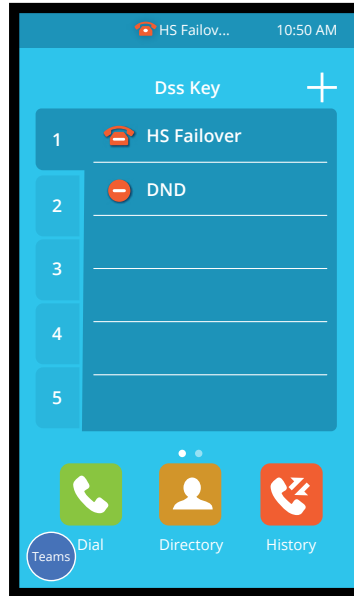 HS Failov... 10:50 AM
Dss Key
1 HS Failover
2 DND
3
4
5
Dial Directory History
Teams